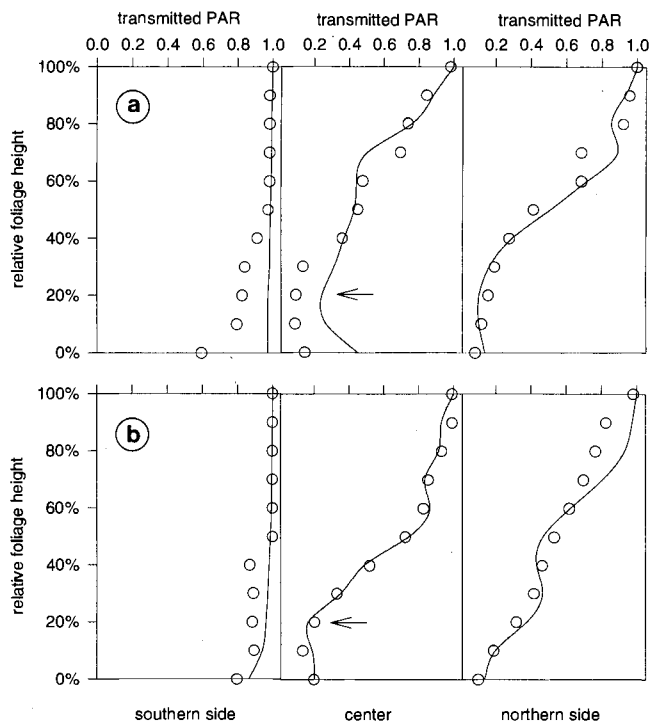 transmitted PAR transmitted PAR transmitted PAR
0.0 0.2 0.4 0.6 0.8 1.0 0.2 0.4 0.6 0.8 1.0 0.2 0.4 0.6 0.8 1.0
relative foliage height
100%
80%
60%
40%
20%
0%
a
relative foliage height
100%
80%
60%
40%
20%
0%
b
southern side center northern side